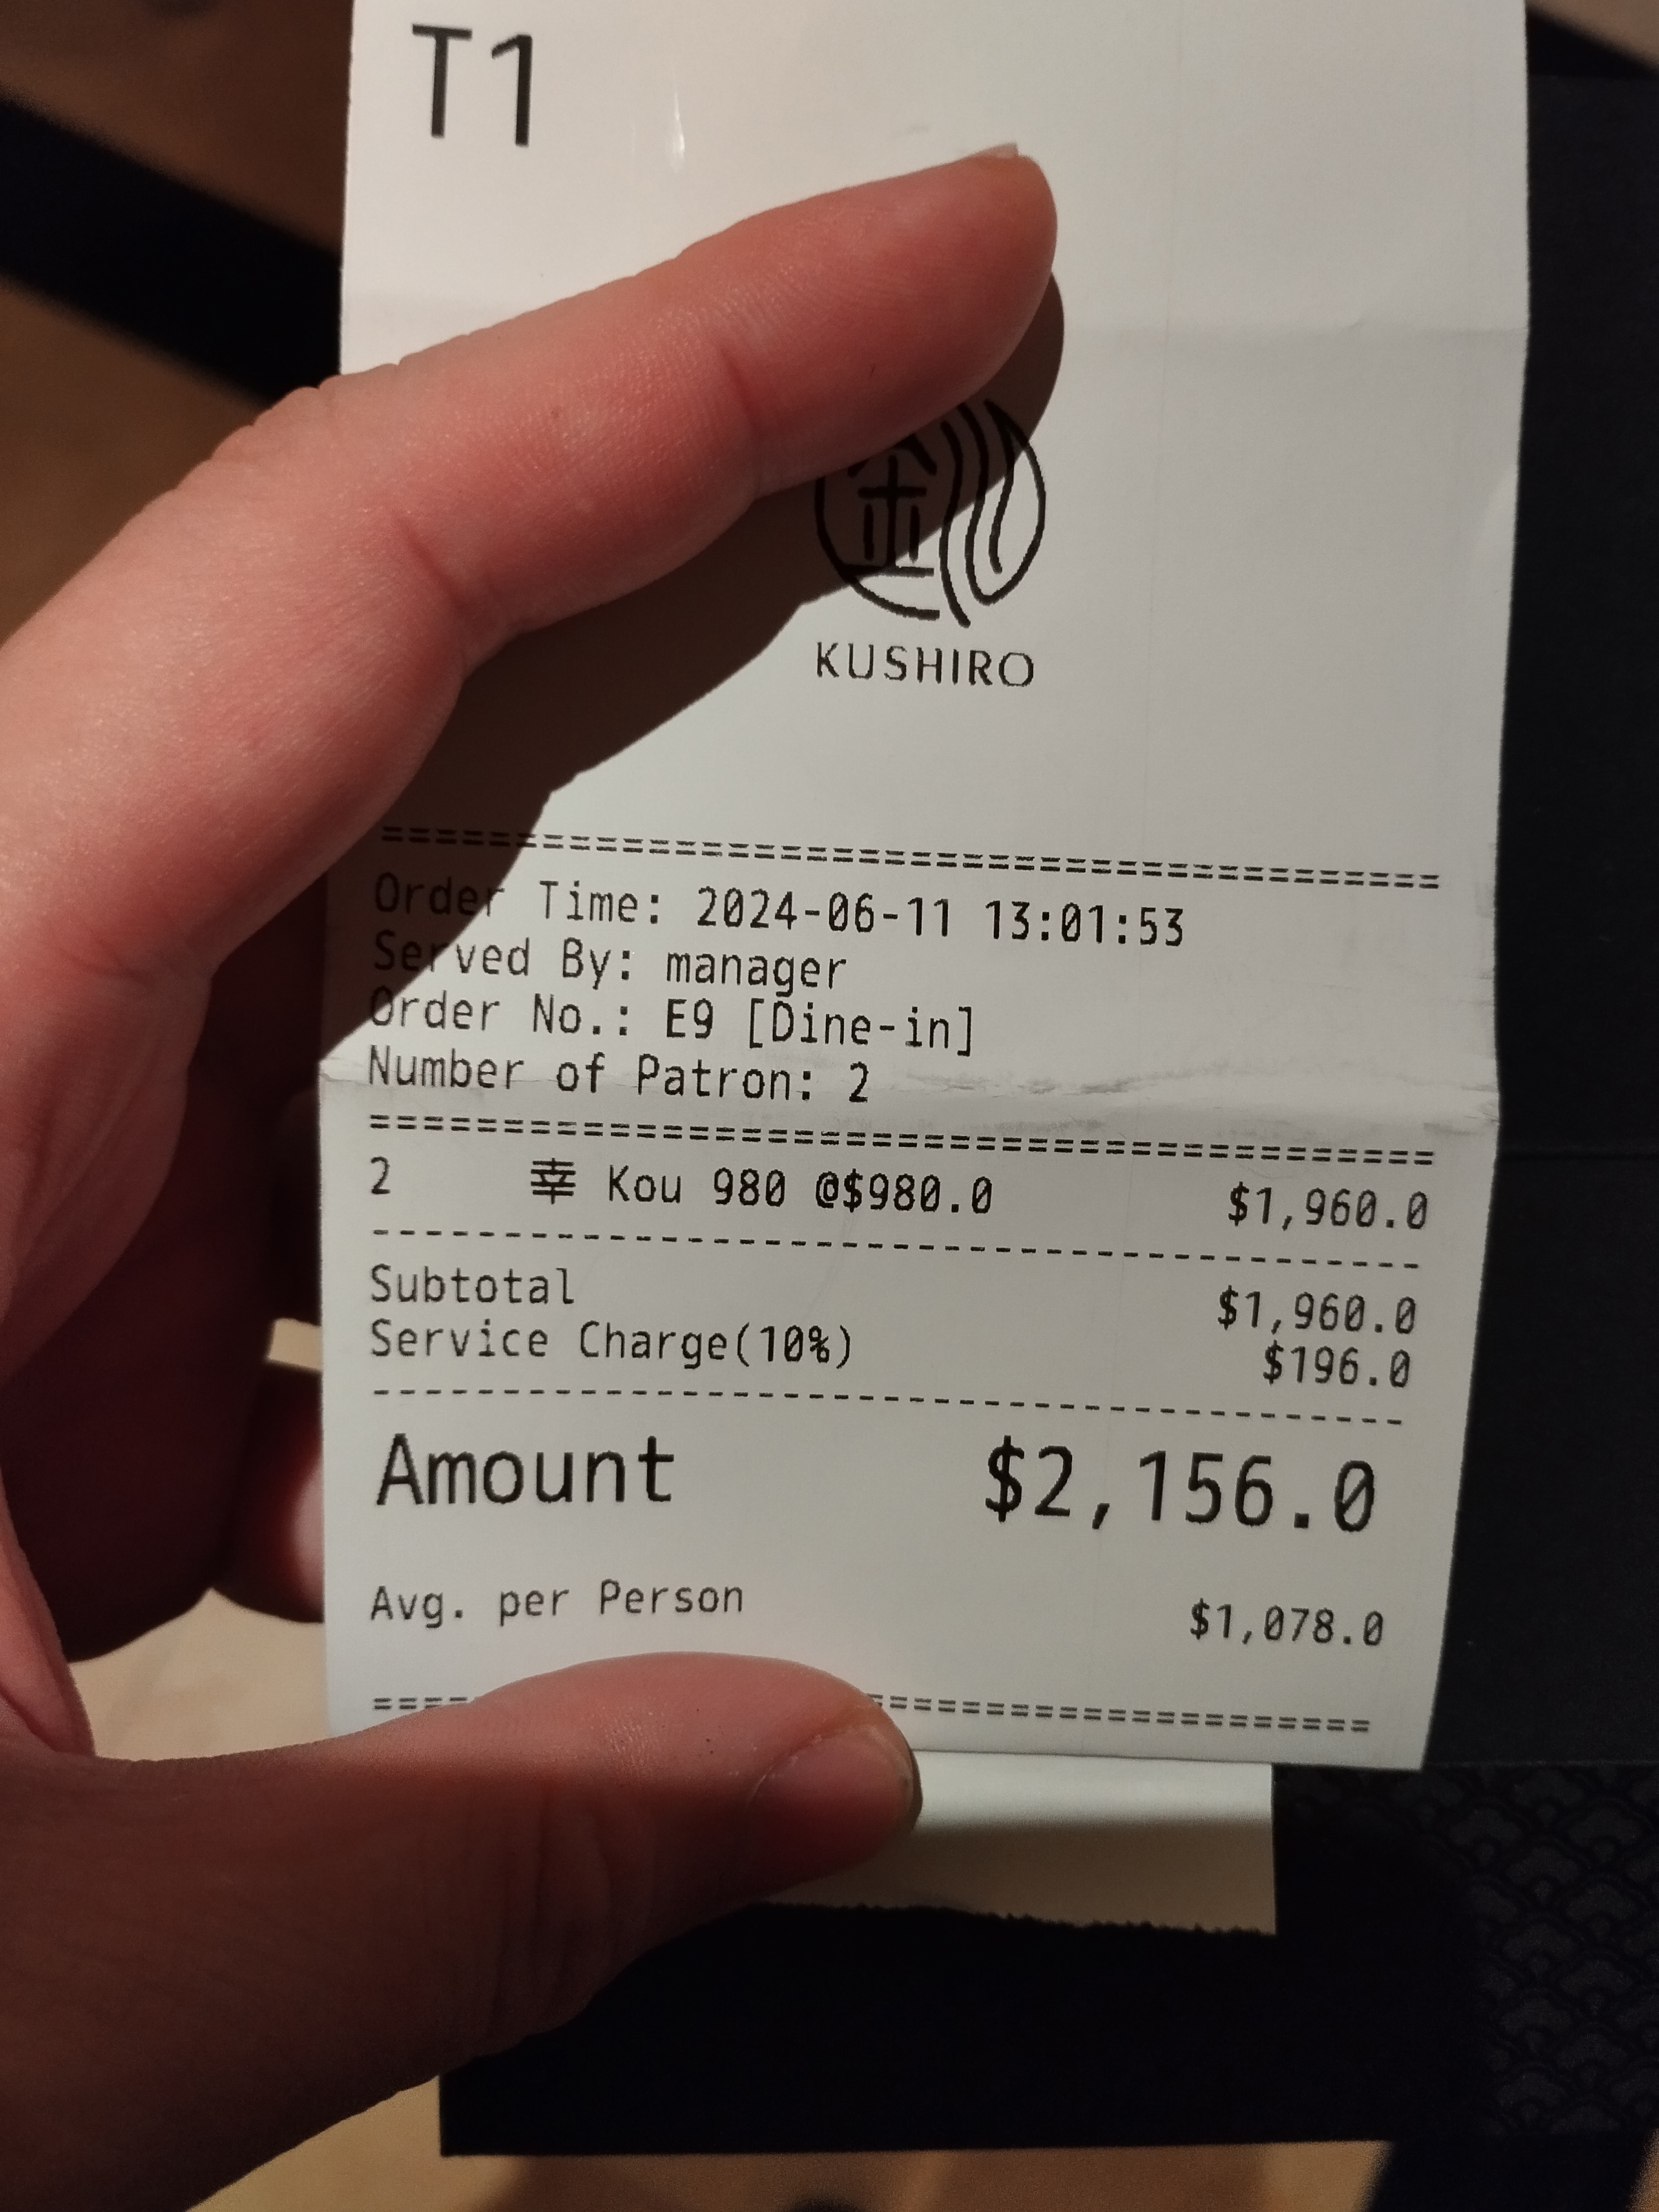 T1
金
KUSHIRO
========================================
Order Time: 2024-06-11 13:01:53
Served By: manager
Order No.: E9 [Dine-in]
Number of Patron: 2
========================================
2 幸 Kou 980 @$980.0 $1,960.0
----------------------------------------
Subtotal $1,960.0
Service Charge(10%) $196.0
----------------------------------------
Amount $2,156.0
Avg. per Person $1,078.0
========================================